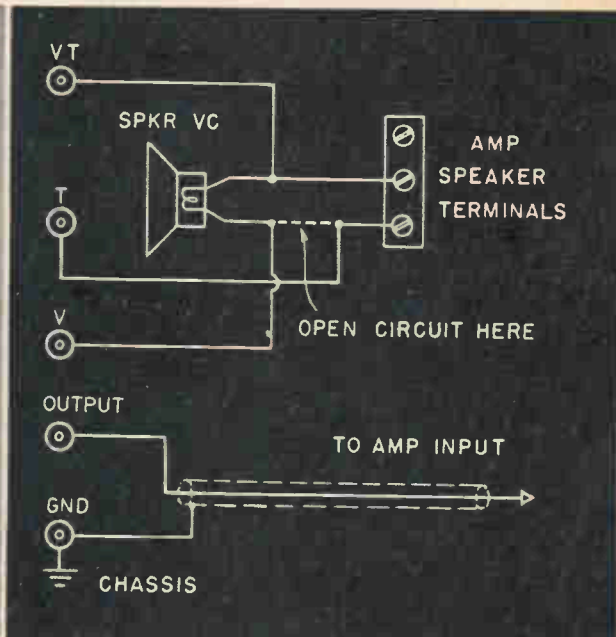 VT
SPKR VC
AMP
SPEAKER
TERMINALS
T
V
OPEN CIRCUIT HERE
OUTPUT
TO AMP INPUT
GND
CHASSIS